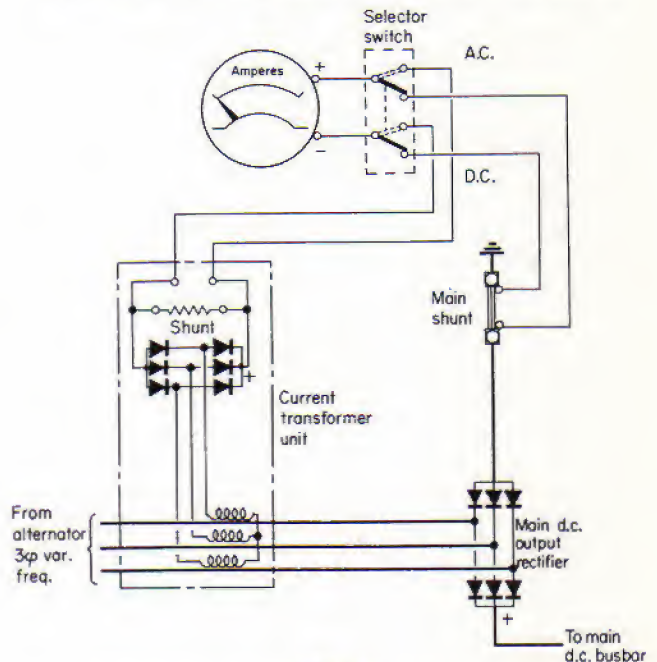 Selector
switch
A.C.
Amperes
+
−
D.C.
Main
shunt
Shunt
+
Current
transformer
unit
From
alternator
3φ var.
freq.
Main d.c.
output
rectifier
+
To main
d.c. busbar